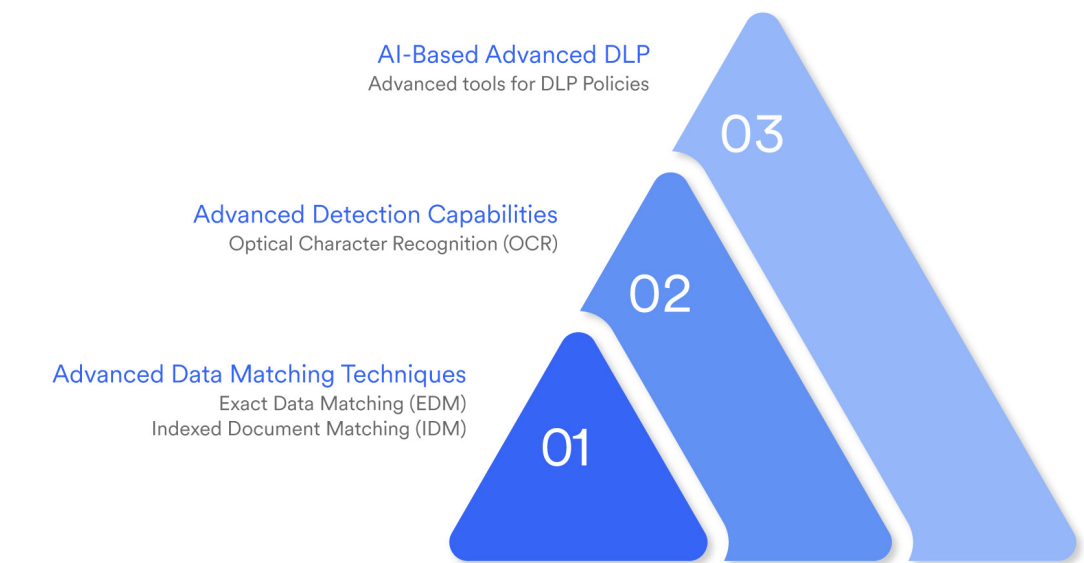 AI-Based Advanced DLP
Advanced tools for DLP Policies
03
Advanced Detection Capabilities
Optical Character Recognition (OCR)
02
Advanced Data Matching Techniques
Exact Data Matching (EDM)
Indexed Document Matching (IDM)
01